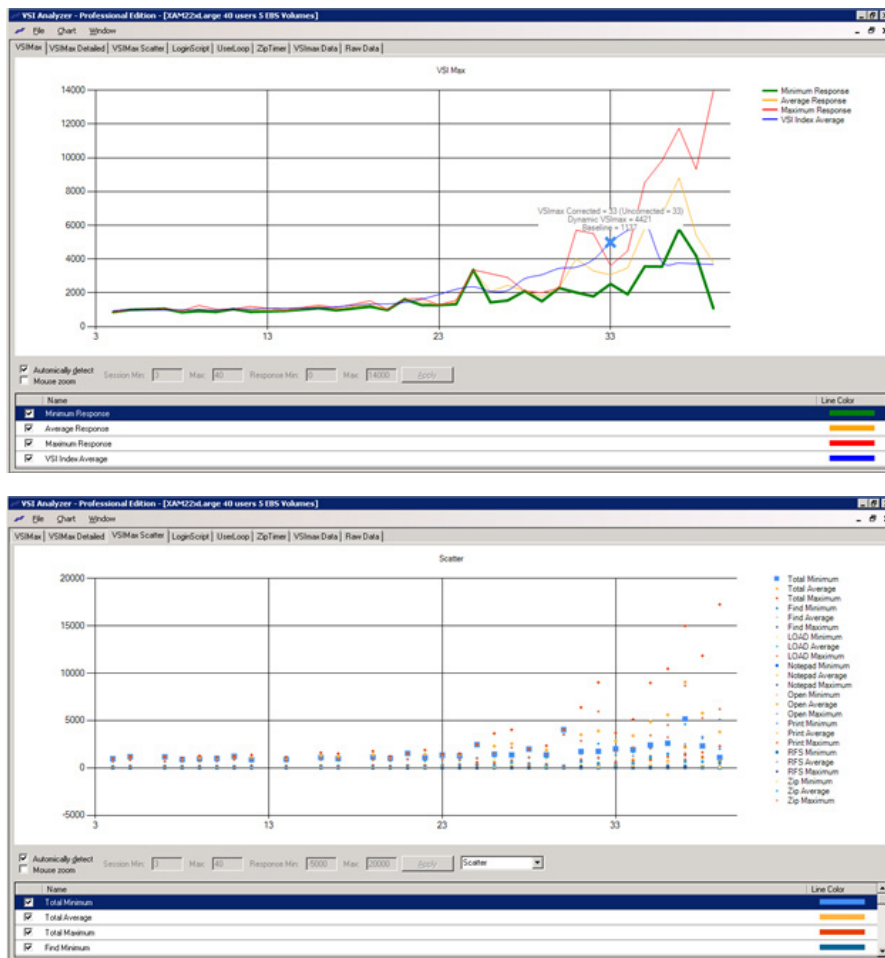 VSI Analyzer - Professional Edition - [XAM22xLarge 40 users 5 EBS Volumes]
File Chart Window
VSIMax VSIMax Detailed VSIMax Scatter LoginScript UserLoop ZipTimer VSImax Data Raw Data
VSI Max
14000
12000
10000
8000
6000
4000
2000
0
3 13 23 33
Minimum Response
Average Response
Maximum Response
VSI Index Average
VSImax Corrected = 33 (Uncorrected = 33)
Dynamic VSImax = 4421
Baseline = 1137
Automically detect
Mouse zoom
Session Min: 3 Max: 40 Response Min: 0 Max: 14000 Apply
Name Line Color
Minimum Response
Average Response
Maximum Response
VSI Index Average
VSI Analyzer - Professional Edition - [XAM22xLarge 40 users 5 EBS Volumes]
File Chart Window
VSIMax VSIMax Detailed VSIMax Scatter LoginScript UserLoop ZipTimer VSImax Data Raw Data
Scatter
20000
15000
10000
5000
0
-5000
3 13 23 33
Total Minimum
Total Average
Total Maximum
Find Minimum
Find Average
Find Maximum
LOAD Minimum
LOAD Average
LOAD Maximum
Notepad Minimum
Notepad Average
Notepad Maximum
Open Minimum
Open Average
Open Maximum
Print Minimum
Print Average
Print Maximum
RFS Minimum
RFS Average
RFS Maximum
Zip Minimum
Zip Average
Zip Maximum
Automically detect
Mouse zoom
Session Min: 3 Max: 40 Response Min: -5000 Max: 20000 Apply Scatter
Name Line Color
Total Minimum
Total Average
Total Maximum
Find Minimum